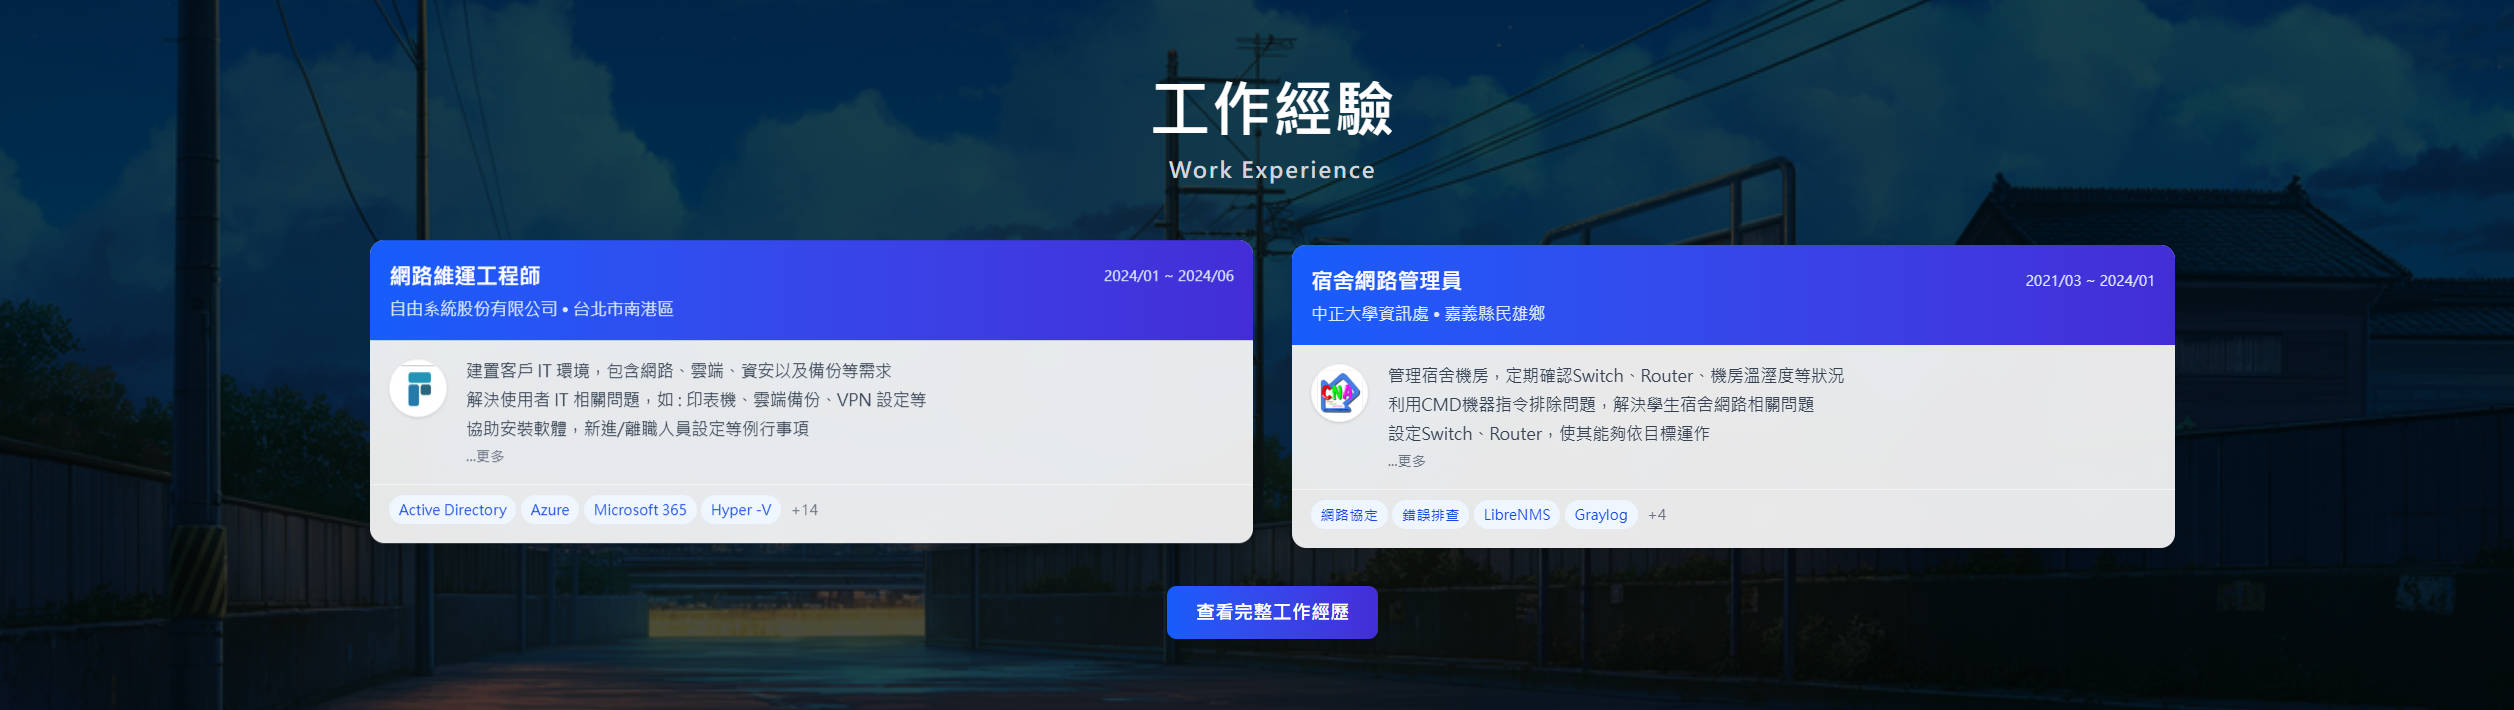 工作經驗
Work Experience
網路維運工程師
2024/01 ~ 2024/06
自由系統股份有限公司 • 台北市南港區
建置客戶 IT 環境，包含網路、雲端、資安以及備份等需求
解決使用者 IT 相關問題，如 : 印表機、雲端備份、VPN 設定等
協助安裝軟體，新進/離職人員設定等例行事項
...更多
Active Directory Azure Microsoft 365 Hyper -V +14
宿舍網路管理員
2021/03 ~ 2024/01
中正大學資訊處 • 嘉義縣民雄鄉
CNA
管理宿舍機房，定期確認Switch、Router、機房溫溼度等狀況
利用CMD機器指令排除問題，解決學生宿舍網路相關問題
設定Switch、Router，使其能夠依目標運作
...更多
網路協定 錯誤排查 LibreNMS Graylog +4
查看完整工作經歷